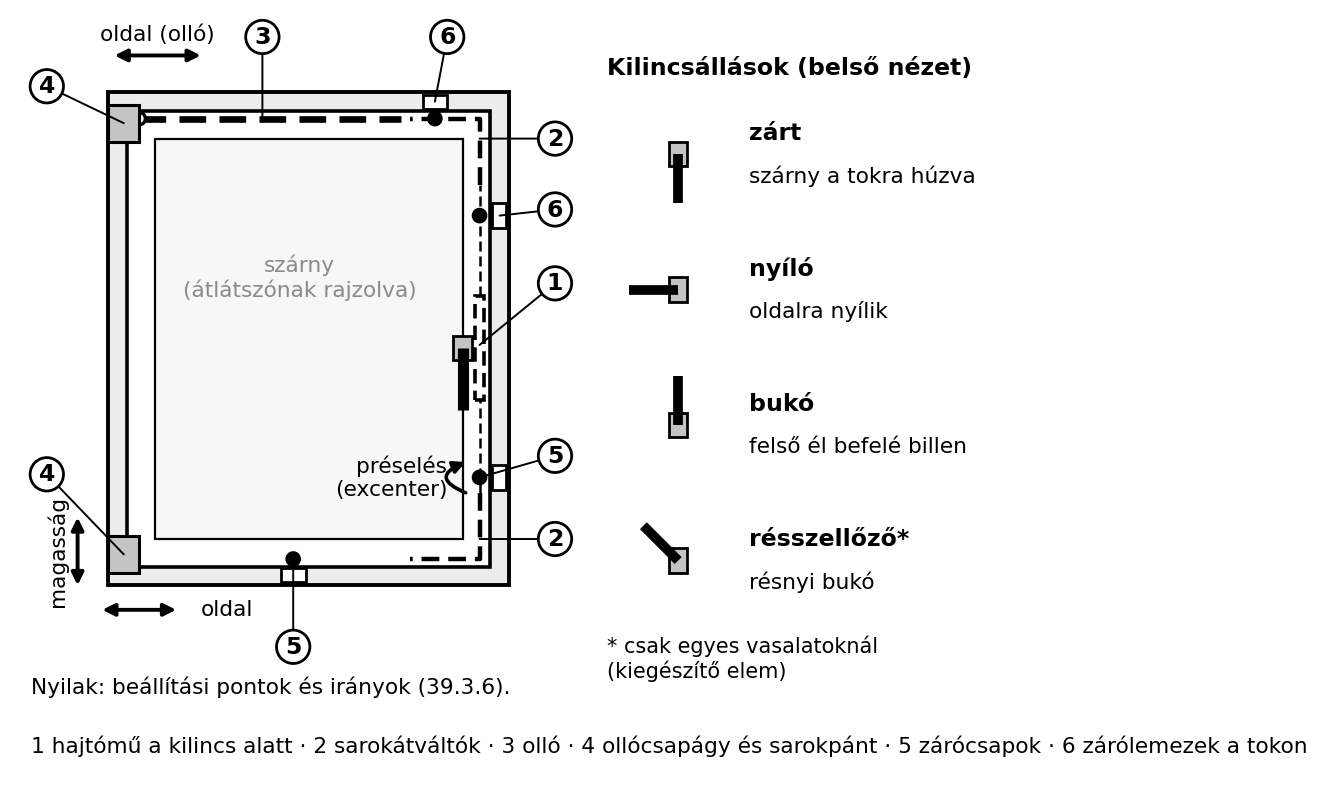 oldal (olló)
3
6
4
2
6
szárny
(átlátszónak rajzolva)
1
préselés
(excenter)
5
4
magasság
2
oldal
5
Kilincsállások (belső nézet)
zárt
szárny a tokra húzva
nyíló
oldalra nyílik
bukó
felső él befelé billen
résszellőző*
résnyi bukó
* csak egyes vasalatoknál
(kiegészítő elem)
Nyilak: beállítási pontok és irányok (39.3.6).
1 hajtómű a kilincs alatt · 2 sarokátváltók · 3 olló · 4 ollócsapágy és sarokpánt · 5 zárócsapok · 6 zárólemezek a tokon